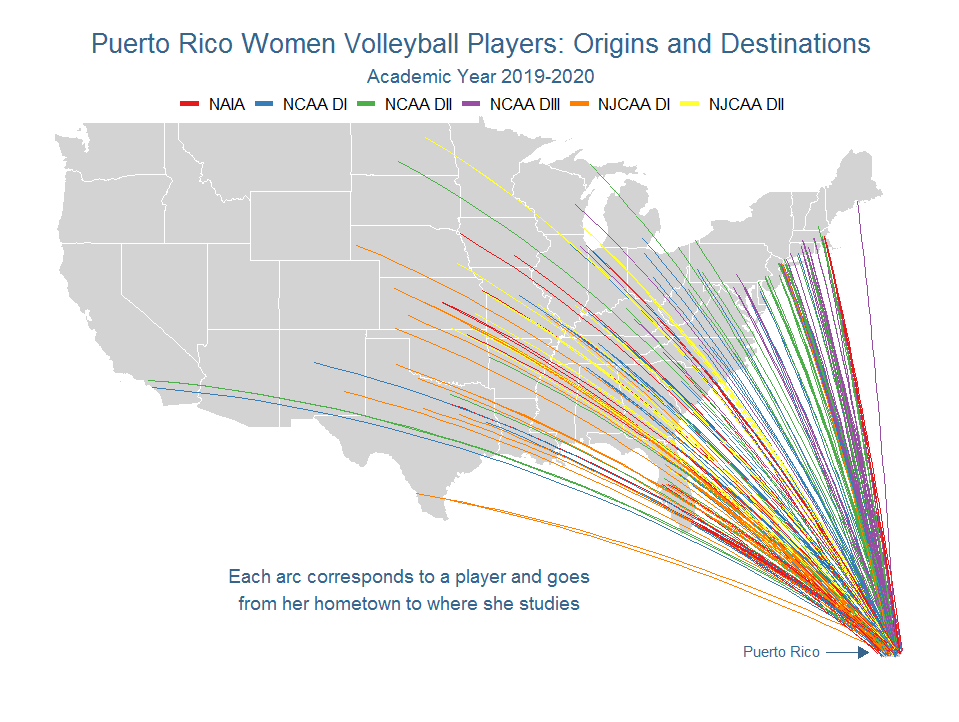 Puerto Rico Women Volleyball Players: Origins and Destinations
Academic Year 2019-2020
NAIA NCAA DI NCAA DII NCAA DIII NJCAA DI NJCAA DII
Each arc corresponds to a player and goes
from her hometown to where she studies
Puerto Rico